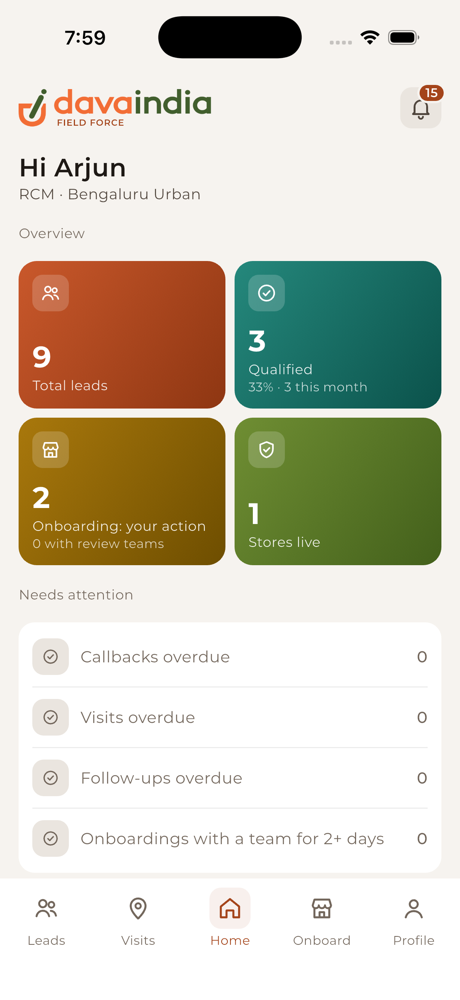 7:59
davaindia
FIELD FORCE
15
Hi Arjun
RCM · Bengaluru Urban
Overview
9
Total leads
3
Qualified
33% · 3 this month
2
Onboarding: your action
0 with review teams
1
Stores live
Needs attention
Callbacks overdue 0
Visits overdue 0
Follow-ups overdue 0
Onboardings with a team for 2+ days 0
Leads Visits Home Onboard Profile